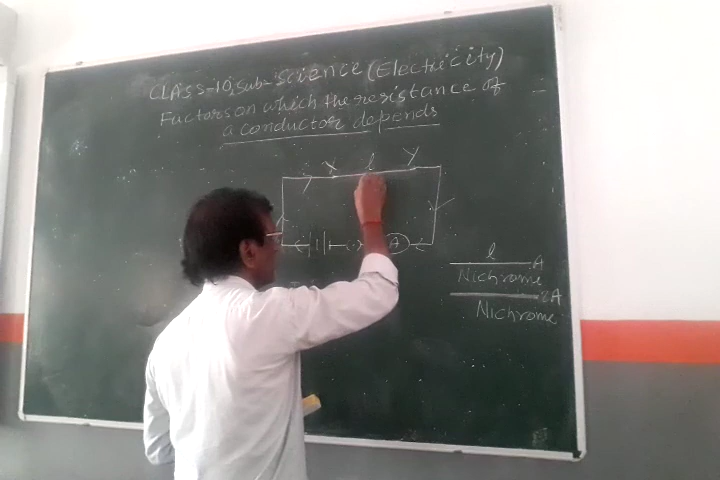 CLASS-10, Sub- Science (Electricity)
Factors on which the resistance of
a conductor depends
X l Y
A
l A
Nichrome
2A
Nichrome